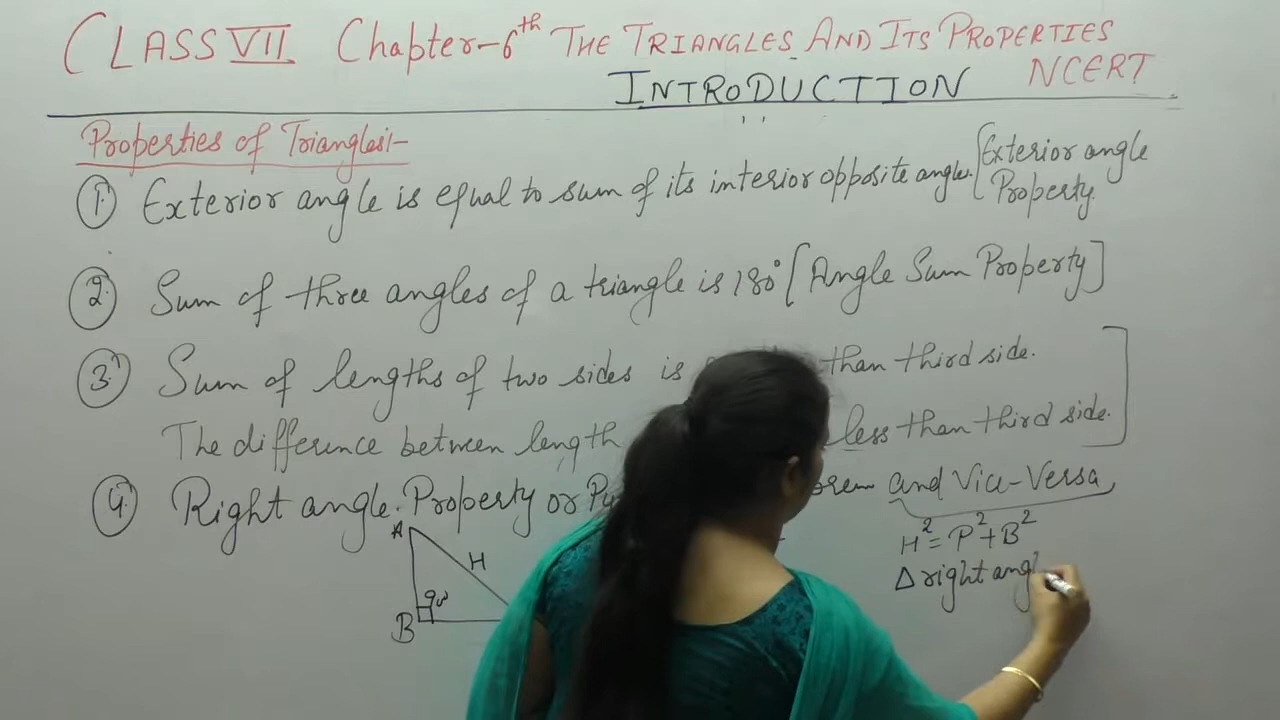 CLASS VII Chapter-6th THE TRIANGLES AND ITS PROPERTIES
INTRODUCTION NCERT
Properties of Triangles:-
1. Exterior angle is equal to sum of its interior opposite angle. [Exterior angle
Property.
2. Sum of three angles of a triangle is 180° [Angle Sum Property]
3. Sum of lengths of two sides is than third side.
The difference between length less than third side. ]
4. Right angle Property or and Vice-Versa
A
H
H² = P² + B²
△ right
90°
B